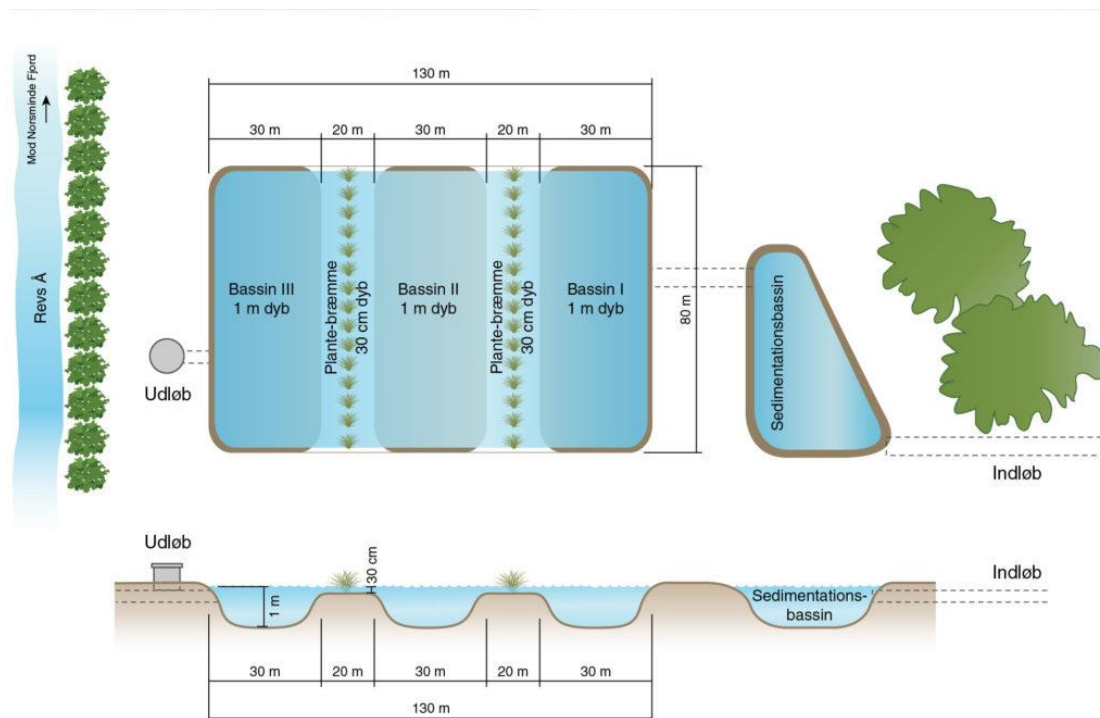 130 m
30 m
20 m
30 m
20 m
30 m
Mod Norsminde Fjord
Revs Å
Bassin III
1 m dyb
Plante-bræmme
30 cm dyb
Bassin II
1 m dyb
Plante-bræmme
30 cm dyb
Bassin I
1 m dyb
80 m
Sedimentationsbassin
Udløb
Indløb
Udløb
30 cm
1 m
Sedimentations-
bassin
Indløb
30 m
20 m
30 m
20 m
30 m
130 m